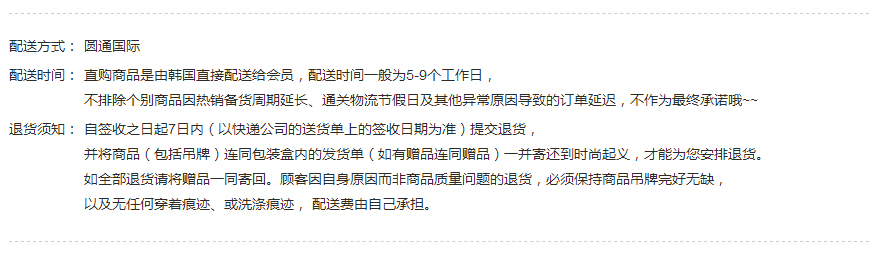 配送方式： 圆通国际
配送时间： 直购商品是由韩国直接配送给会员，配送时间一般为5-9个工作日，
不排除个别商品因热销备货周期延长、通关物流节假日及其他异常原因导致的订单延迟，不作为最终承诺哦~~
退货须知： 自签收之日起7日内（以快递公司的送货单上的签收日期为准）提交退货，
并将商品（包括吊牌）连同包装盒内的发货单（如有赠品连同赠品）一并寄还到时尚起义，才能为您安排退货。
如全部退货请将赠品一同寄回。顾客因自身原因而非商品质量问题的退货，必须保持商品吊牌完好无缺，
以及无任何穿着痕迹、或洗涤痕迹， 配送费由自己承担。